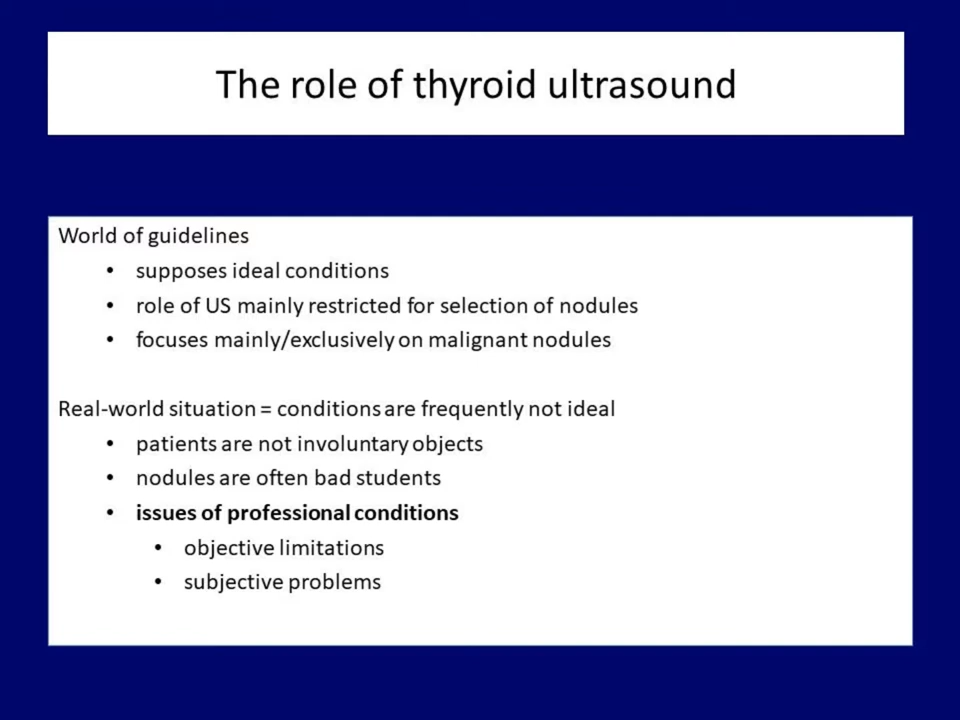 The role of thyroid ultrasound
World of guidelines
• supposes ideal conditions
• role of US mainly restricted for selection of nodules
• focuses mainly/exclusively on malignant nodules
Real-world situation = conditions are frequently not ideal
• patients are not involuntary objects
• nodules are often bad students
• issues of professional conditions
• objective limitations
• subjective problems